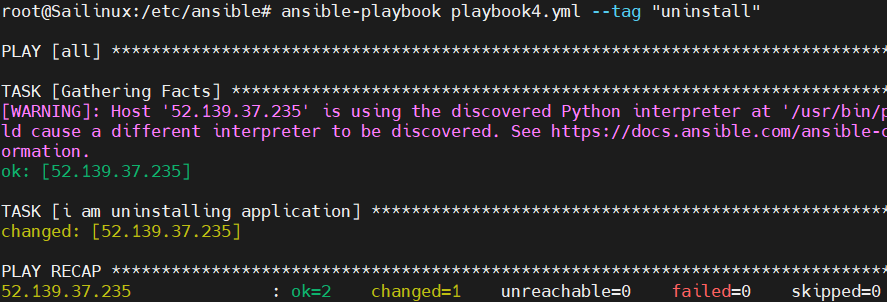 root@Sailinux:/etc/ansible# ansible-playbook playbook4.yml --tag "uninstall"
PLAY [all] ******************************************************************************
TASK [Gathering Facts] ******************************************************************
[WARNING]: Host '52.139.37.235' is using the discovered Python interpreter at '/usr/bin/p
ld cause a different interpreter to be discovered. See https://docs.ansible.com/ansible-c
ormation.
ok: [52.139.37.235]
TASK [i am uninstalling application] ****************************************************
changed: [52.139.37.235]
PLAY RECAP ******************************************************************************
52.139.37.235 : ok=2 changed=1 unreachable=0 failed=0 skipped=0